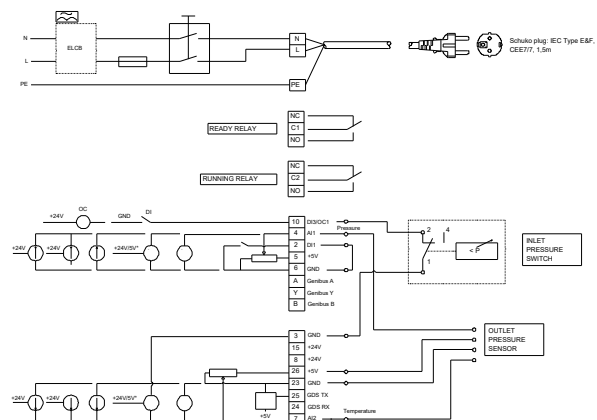 N
ELCB
L
PE
N
L
PE
Schuko plug: IEC Type E&F,
CEE7/7, 1,5m
READY RELAY
NC
C1
NO
RUNNING RELAY
NC
C2
NO
+24V
OC
GND
DI
10 DI3/OC1
4 AI1 Pressure
2 DI1
5 +5V
6 GND
A Genibus A
Y Genibus Y
B Genibus B
+24V
+24V
+24V/5V*
2 4
1
< P
INLET
PRESSURE
SWITCH
3 GND
15 +24V
8 +24V
26 +5V
23 GND
25 GDS TX
24 GDS RX
7 AI2 Temperature
OUTLET
PRESSURE
SENSOR
+24V
+24V
+24V/5V*
+5V